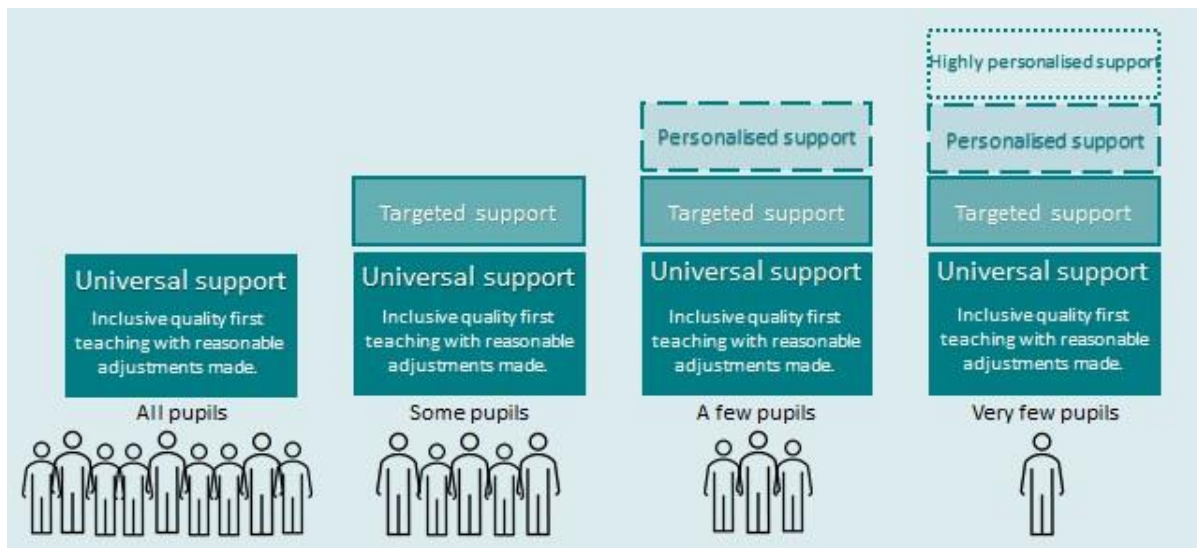 Highly personalised support
Personalised support
Personalised support
Targeted support
Targeted support
Targeted support
Universal support
Inclusive quality first
teaching with reasonable
adjustments made.
All pupils
Universal support
Inclusive quality first
teaching with reasonable
adjustments made.
Some pupils
Universal support
Inclusive quality first
teaching with reasonable
adjustments made.
A few pupils
Universal support
Inclusive quality first
teaching with reasonable
adjustments made.
Very few pupils